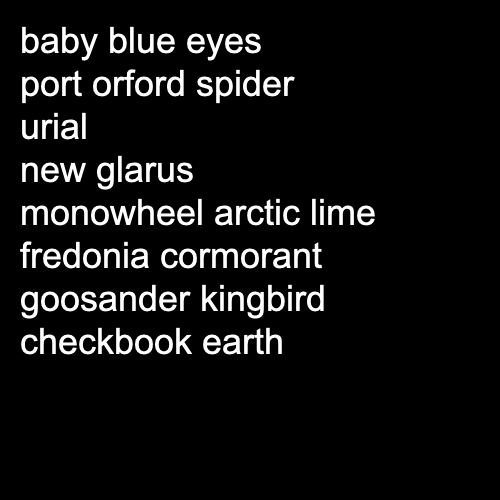 baby blue eyes
port orford spider
urial
new glarus
monowheel arctic lime
fredonia cormorant
goosander kingbird
checkbook earth